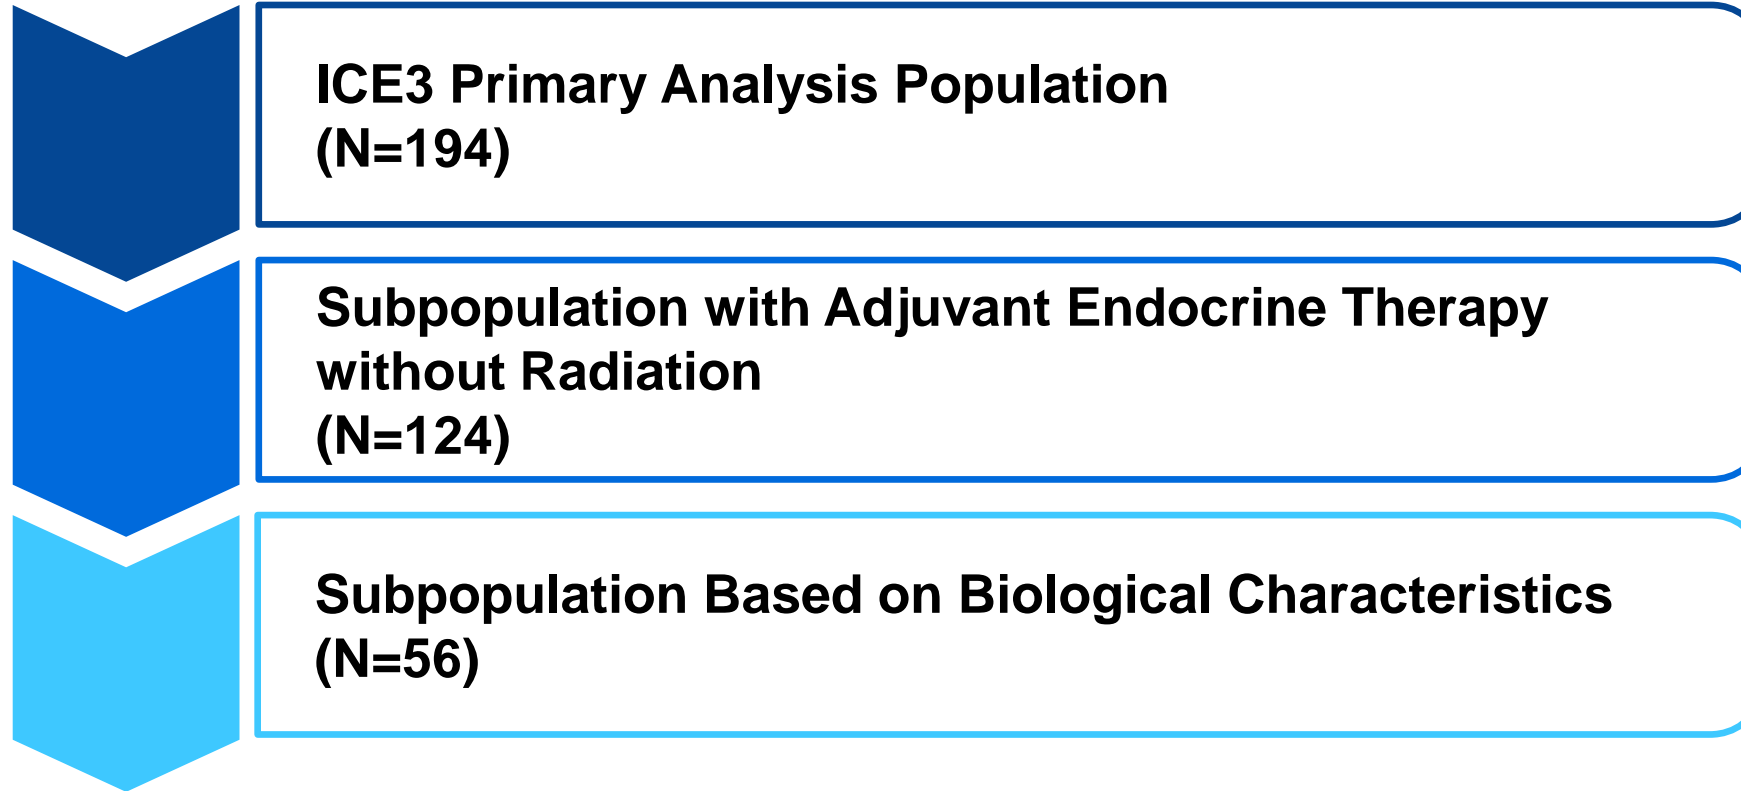 ICE3 Primary Analysis Population
(N=194)
Subpopulation with Adjuvant Endocrine Therapy
without Radiation
(N=124)
Subpopulation Based on Biological Characteristics
(N=56)